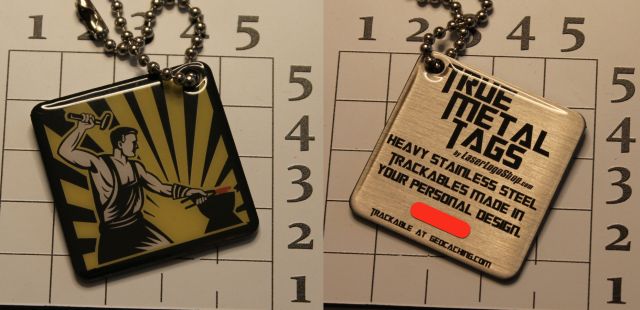 1 2 3 4 5
5
4
3
2
1
1 2 3 4 5
5
4
3
2
1
TRÜE
METAL
TAGS
by LaserLogoShop.com
HEAVY STAINLESS STEEL
TRACKABLES MADE IN
YOUR PERSONAL DESIGN.
TRACKABLE AT GEOCACHING.COM